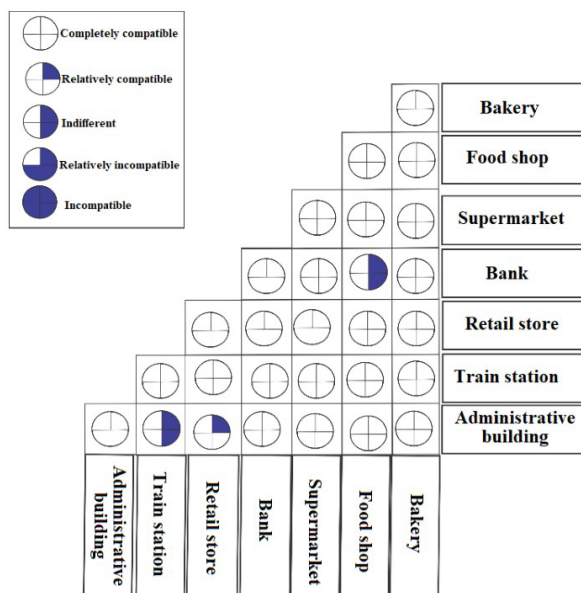 Completely compatible
Relatively compatible
Indifferent
Relatively incompatible
Incompatible
Bakery
Food shop
Supermarket
Bank
Retail store
Train station
Administrative
building
Administrative
building
Train station
Retail store
Bank
Supermarket
Food shop
Bakery